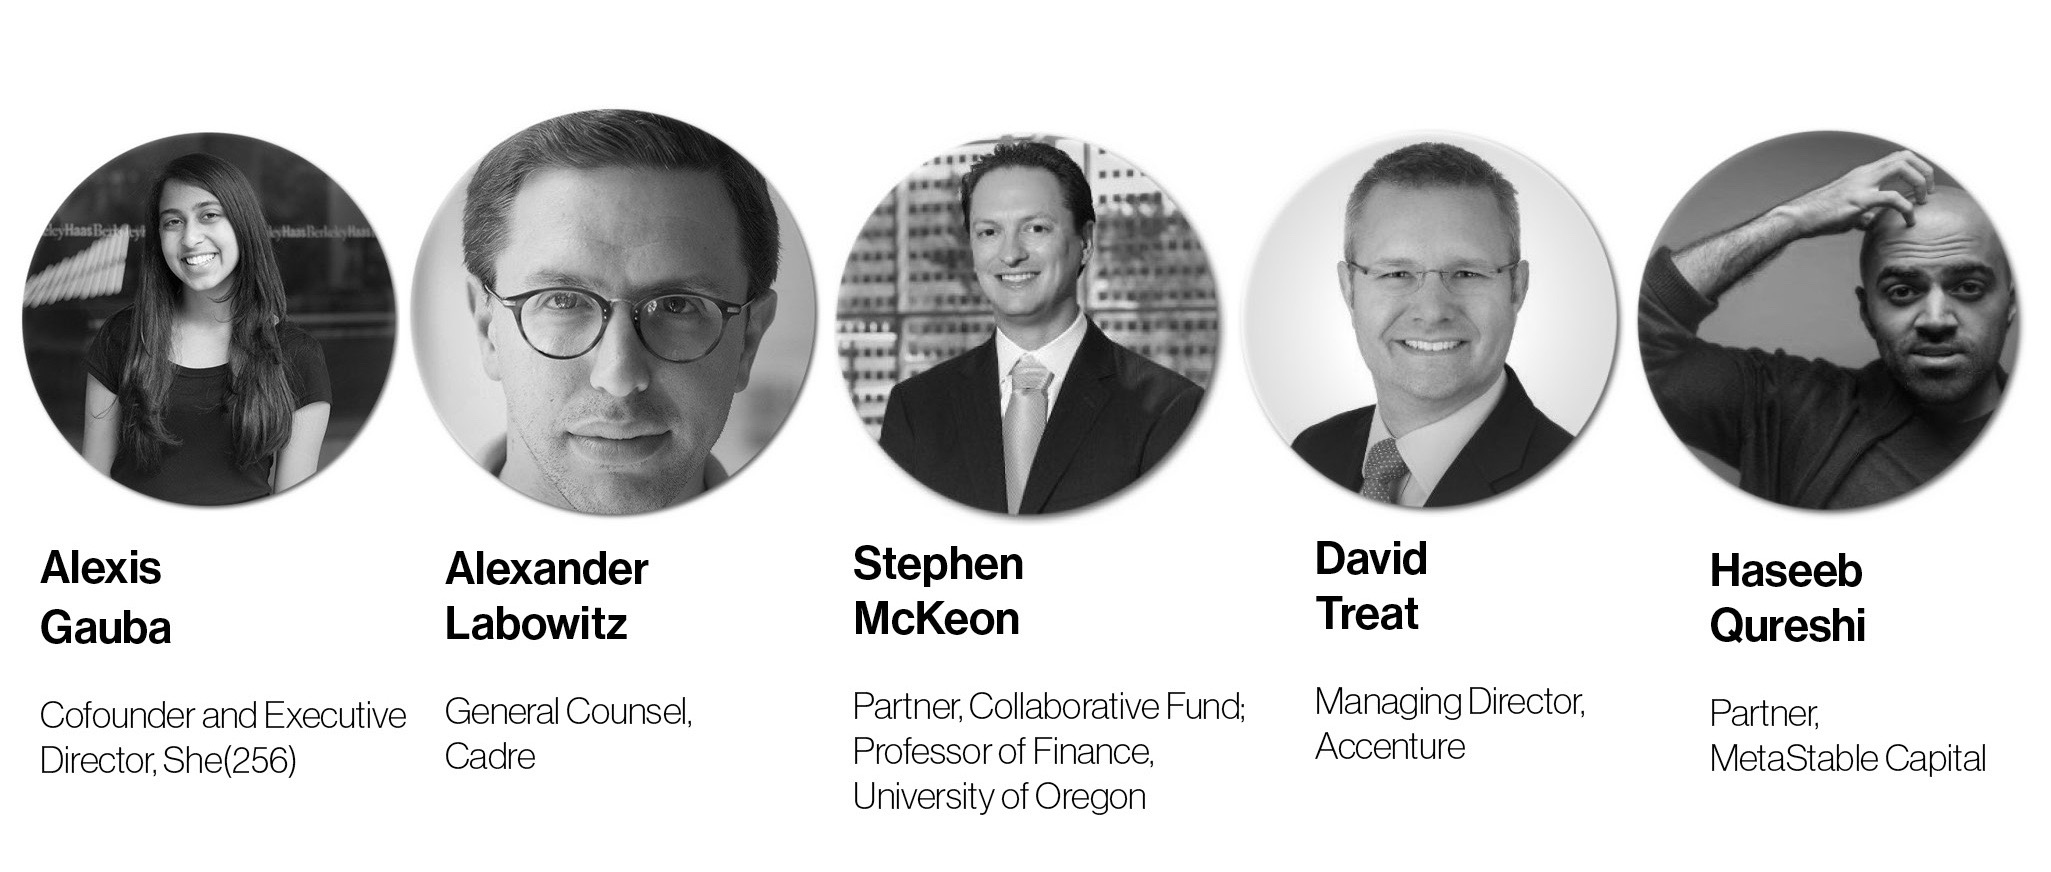 eleyHaasBerkeleyHaasBerkeleyHaas
Alexis
Gauba
Cofounder and Executive
Director, She(256)
Alexander
Labowitz
General Counsel,
Cadre
Stephen
McKeon
Partner, Collaborative Fund;
Professor of Finance,
University of Oregon
David
Treat
Managing Director,
Accenture
Haseeb
Qureshi
Partner,
MetaStable Capital